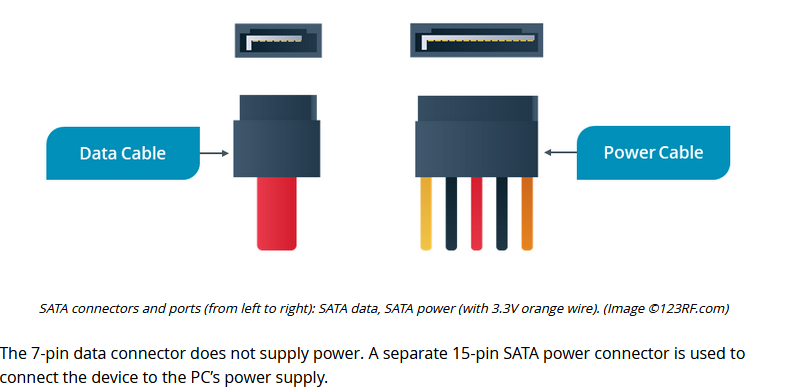 Data Cable
Power Cable
SATA connectors and ports (from left to right): SATA data, SATA power (with 3.3V orange wire). (Image ©123RF.com)
The 7-pin data connector does not supply power. A separate 15-pin SATA power connector is used to
connect the device to the PC’s power supply.